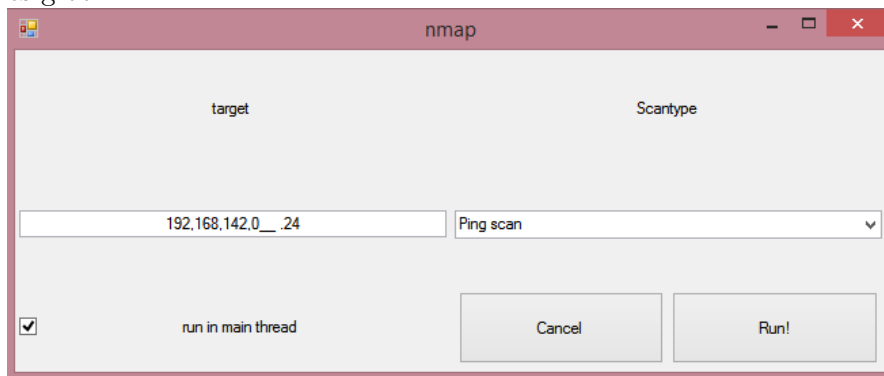 nmap
target Scantype
192,168,142,0__ .24 Ping scan
run in main thread Cancel Run!